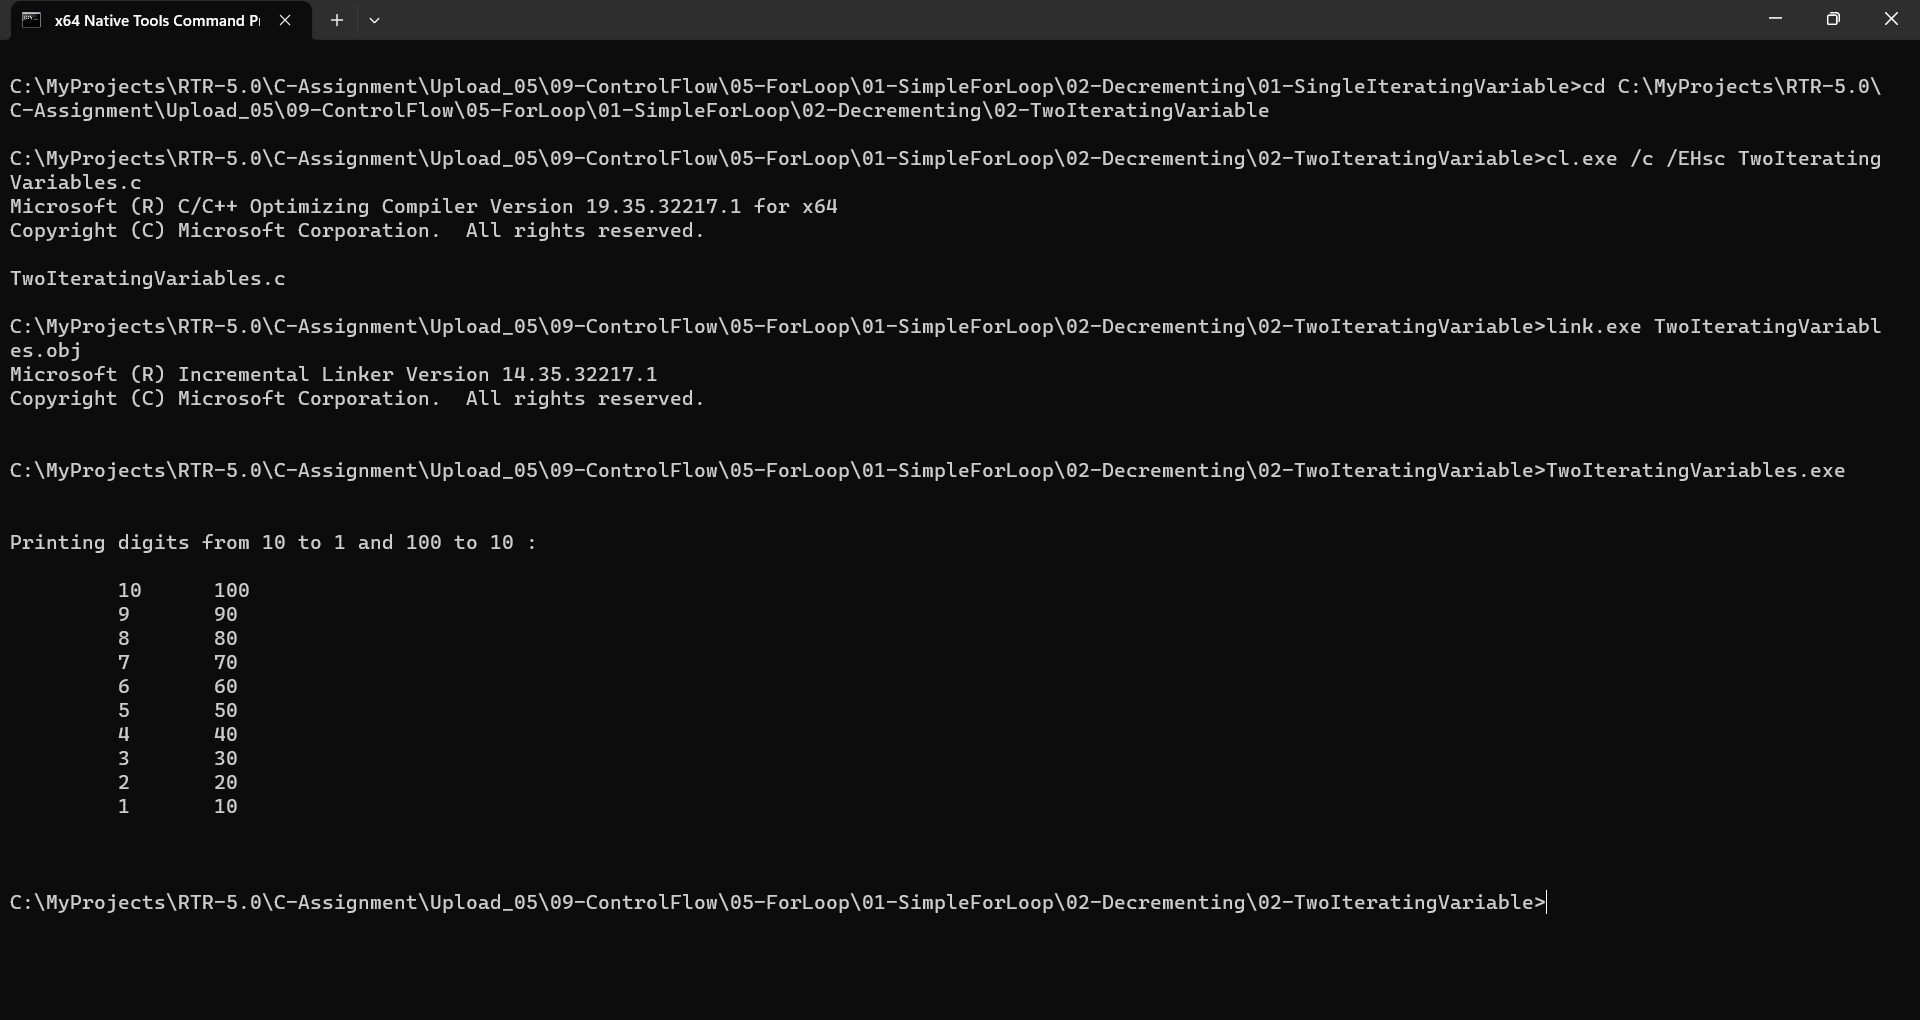 x64 Native Tools Command P
C:\MyProjects\RTR-5.0\C-Assignment\Upload_05\09-ControlFlow\05-ForLoop\01-SimpleForLoop\02-Decrementing\01-SingleIteratingVariable>cd C:\MyProjects\RTR-5.0\
C-Assignment\Upload_05\09-ControlFlow\05-ForLoop\01-SimpleForLoop\02-Decrementing\02-TwoIteratingVariable
C:\MyProjects\RTR-5.0\C-Assignment\Upload_05\09-ControlFlow\05-ForLoop\01-SimpleForLoop\02-Decrementing\02-TwoIteratingVariable>cl.exe /c /EHsc TwoIterating
Variables.c
Microsoft (R) C/C++ Optimizing Compiler Version 19.35.32217.1 for x64
Copyright (C) Microsoft Corporation.  All rights reserved.
TwoIteratingVariables.c
C:\MyProjects\RTR-5.0\C-Assignment\Upload_05\09-ControlFlow\05-ForLoop\01-SimpleForLoop\02-Decrementing\02-TwoIteratingVariable>link.exe TwoIteratingVariabl
es.obj
Microsoft (R) Incremental Linker Version 14.35.32217.1
Copyright (C) Microsoft Corporation.  All rights reserved.
C:\MyProjects\RTR-5.0\C-Assignment\Upload_05\09-ControlFlow\05-ForLoop\01-SimpleForLoop\02-Decrementing\02-TwoIteratingVariable>TwoIteratingVariables.exe
Printing digits from 10 to 1 and 100 to 10 :
10 100
9 90
8 80
7 70
6 60
5 50
4 40
3 30
2 20
1 10
C:\MyProjects\RTR-5.0\C-Assignment\Upload_05\09-ControlFlow\05-ForLoop\01-SimpleForLoop\02-Decrementing\02-TwoIteratingVariable>